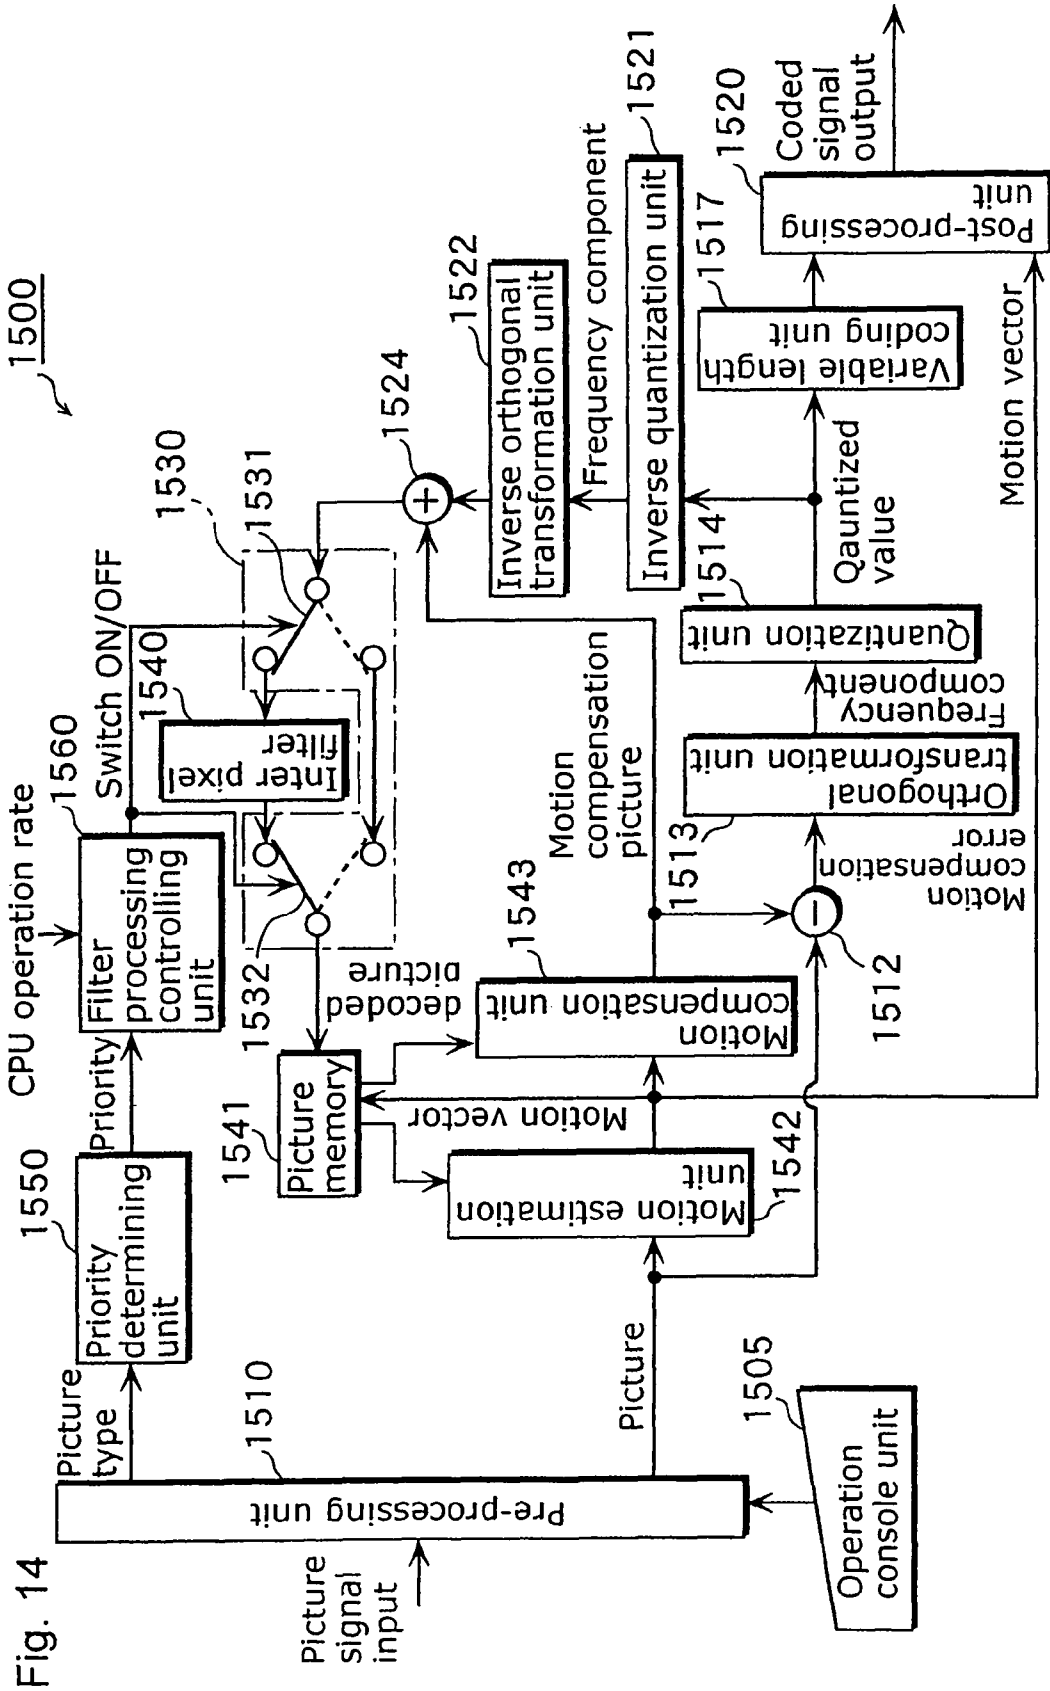 Fig. 14
1500
CPU operation rate
Picture
type
1550
Priority
determining
unit
Priority
1560
Filter
processing
controlling
unit
Switch ON/OFF
1530
1540
Inter pixel
filter
1531
1532
1510
Pre-processing
unit
Picture
signal
input
1541
Picture
memory
decoded
picture
1524
1522
Inverse orthogonal
transformation unit
Frequency component
1521
Inverse quantization unit
Motion vector
1543
Motion
compensation unit
Motion
compensation
picture
Motion estimation
unit
1542
Picture
1512
Motion
compensation
error
1513
Orthogonal
transformation unit
Frequency
component
1514
Quantization unit
Qauntized
value
1517
Variable length
coding unit
1520
Post-processing
unit
Coded
signal
output
Motion vector
1505
Operation
console unit